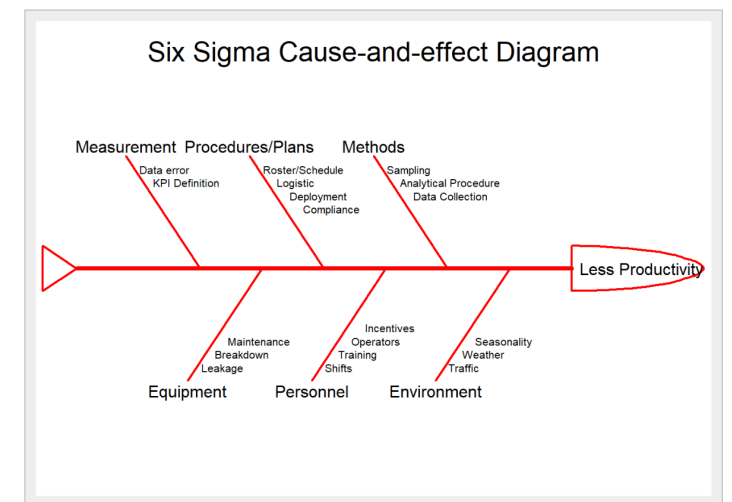 Six Sigma Cause-and-effect Diagram
Measurement Procedures/Plans Methods
Data error
KPI Definition
Roster/Schedule
Logistic
Deployment
Compliance
Sampling
Analytical Procedure
Data Collection
Less Productivity
Maintenance
Breakdown
Leakage
Incentives
Operators
Training
Shifts
Seasonality
Weather
Traffic
Equipment Personnel Environment